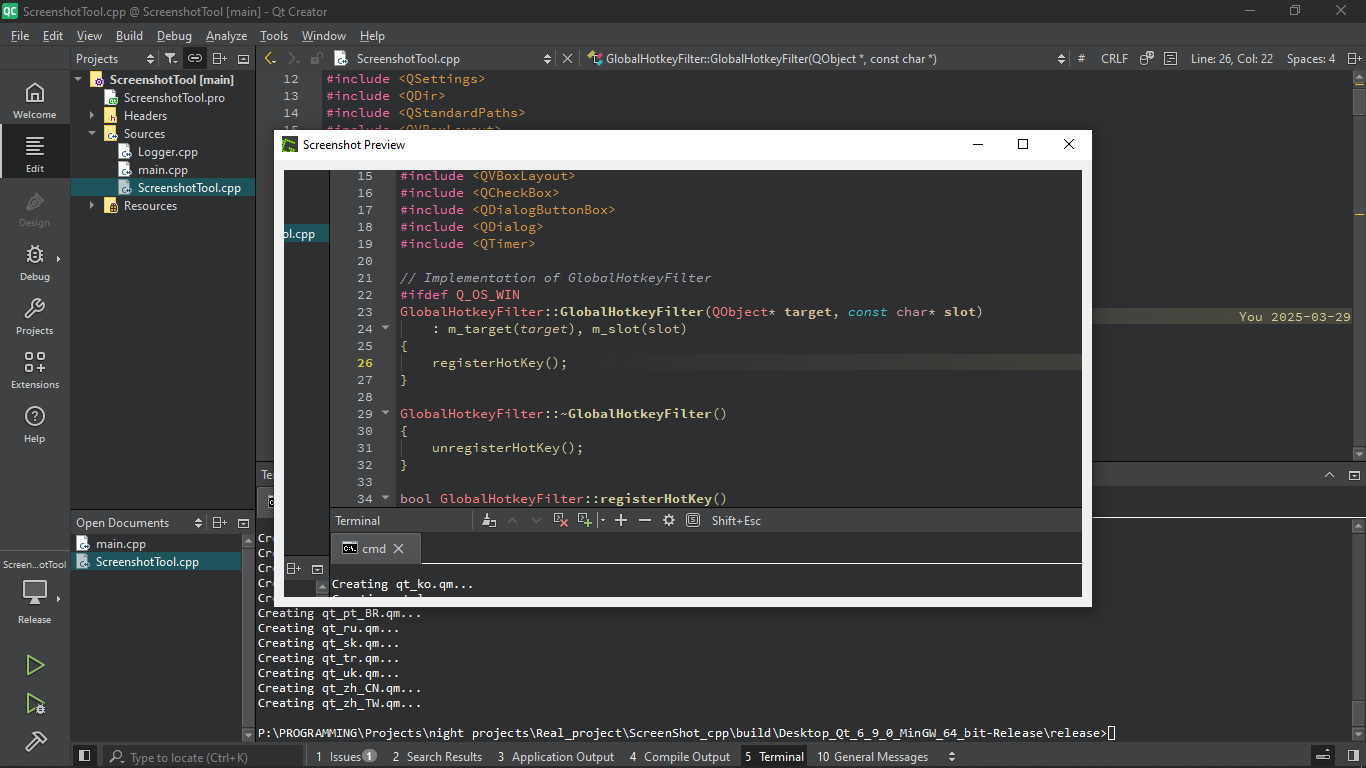 ScreenshotTool.cpp @ ScreenshotTool [main] - Qt Creator
File Edit View Build Debug Analyze Tools Window Help
Projects
ScreenshotTool.cpp
GlobalHotkeyFilter::GlobalHotkeyFilter(QObject *, const char *)
# CRLF Line: 26, Col: 22 Spaces: 4
Welcome
Edit
Design
Debug
Projects
Extensions
Help
Screen...otTool
Release
ScreenshotTool [main]
ScreenshotTool.pro
Headers
Sources
Logger.cpp
main.cpp
ScreenshotTool.cpp
Resources
Open Documents
main.cpp
ScreenshotTool.cpp
12 #include <QSettings>
13 #include <QDir>
14 #include <QStandardPaths>
15 #include <QVBoxLayout>
You 2025-03-29
Screenshot Preview
ol.cpp
15 #include <QVBoxLayout>
16 #include <QCheckBox>
17 #include <QDialogButtonBox>
18 #include <QDialog>
19 #include <QTimer>
20
21 // Implementation of GlobalHotkeyFilter
22 #ifdef Q_OS_WIN
23 GlobalHotkeyFilter::GlobalHotkeyFilter(QObject* target, const char* slot)
24 : m_target(target), m_slot(slot)
25 {
26 registerHotKey();
27 }
28
29 GlobalHotkeyFilter::~GlobalHotkeyFilter()
30 {
31 unregisterHotKey();
32 }
33
34 bool GlobalHotkeyFilter::registerHotKey()
Terminal Shift+Esc
cmd
Creating qt_ko.qm...
Creating qt_pt_BR.qm...
Creating qt_ru.qm...
Creating qt_sk.qm...
Creating qt_tr.qm...
Creating qt_uk.qm...
Creating qt_zh_CN.qm...
Creating qt_zh_TW.qm...
P:\PROGRAMMING\Projects\night projects\Real_project\ScreenShot_cpp\build\Desktop_Qt_6_9_0_MinGW_64_bit-Release\release>
Type to locate (Ctrl+K)
1 Issues 1 2 Search Results 3 Application Output 4 Compile Output 5 Terminal 10 General Messages